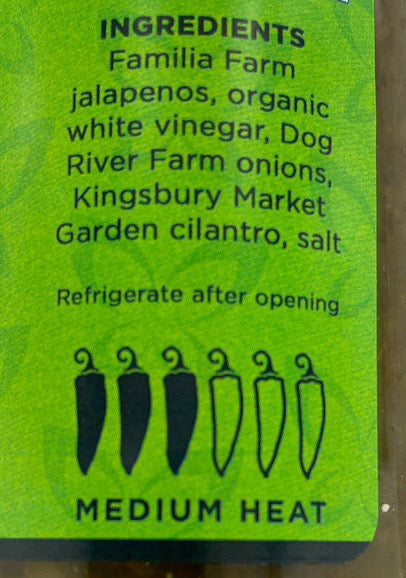 INGREDIENTS
Familia Farm
jalapenos, organic
white vinegar, Dog
River Farm onions,
Kingsbury Market
Garden cilantro, salt
Refrigerate after opening
MEDIUM HEAT